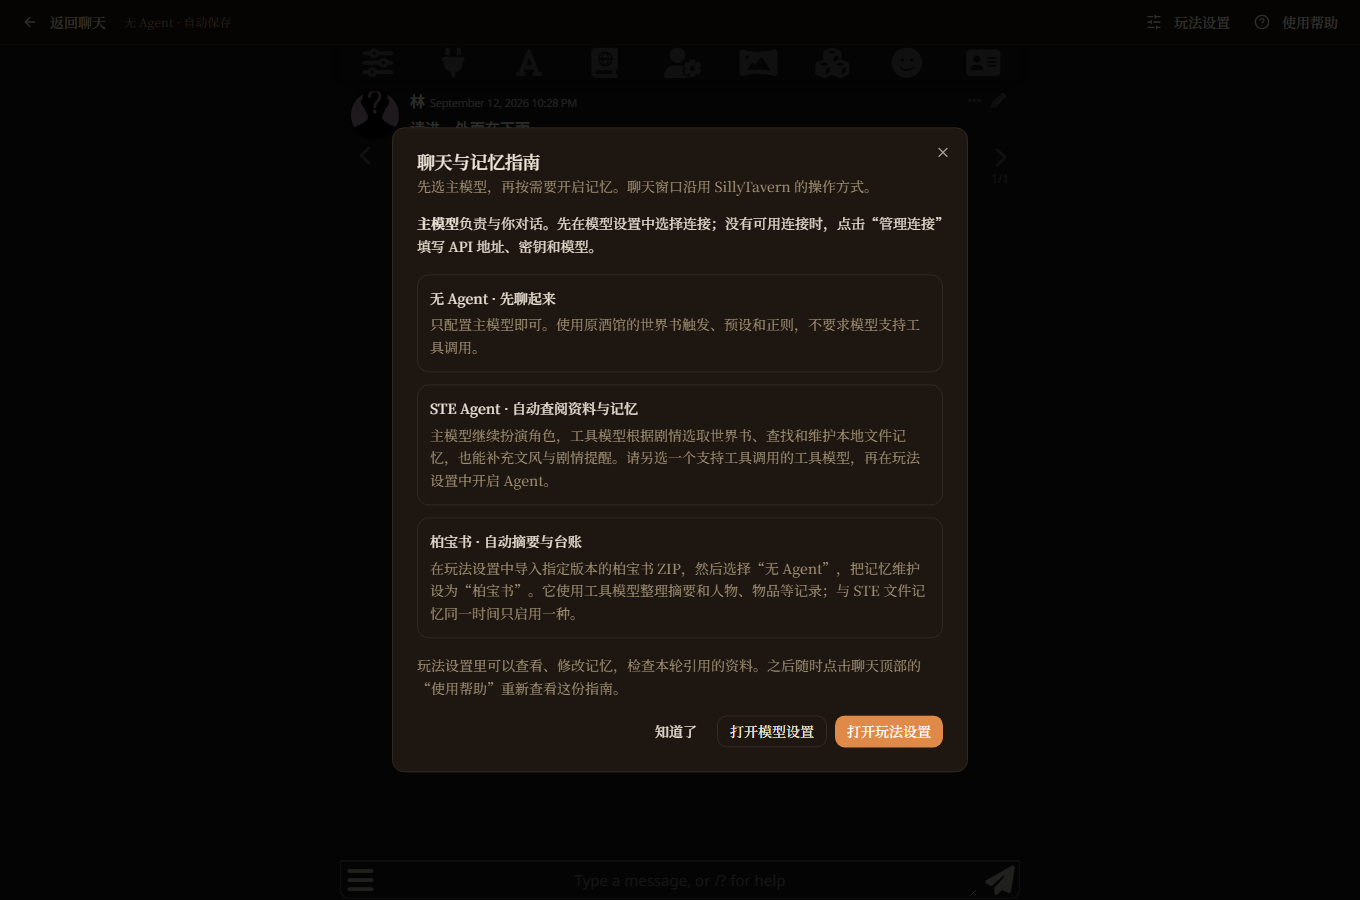 返回聊天
无 Agent · 自动保存
玩法设置
使用帮助
林 September 12, 2026 10:28 PM
请进，外面在下雨
1/1
聊天与记忆指南
先选主模型，再按需要开启记忆。聊天窗口沿用 SillyTavern 的操作方式。
主模型负责与你对话。先在模型设置中选择连接；没有可用连接时，点击“管理连接”
填写 API 地址、密钥和模型。
无 Agent · 先聊起来
只配置主模型即可。使用原酒馆的世界书触发、预设和正则，不要求模型支持工
具调用。
STE Agent · 自动查阅资料与记忆
主模型继续扮演角色，工具模型根据剧情选取世界书、查找和维护本地文件记
忆，也能补充文风与剧情提醒。请另选一个支持工具调用的工具模型，再在玩法
设置中开启 Agent。
柏宝书 · 自动摘要与台账
在玩法设置中导入指定版本的柏宝书 ZIP，然后选择“无 Agent”，把记忆维护
设为“柏宝书”。它使用工具模型整理摘要和人物、物品等记录；与 STE 文件记
忆同一时间只启用一种。
玩法设置里可以查看、修改记忆，检查本轮引用的资料。之后随时点击聊天顶部的
“使用帮助”重新查看这份指南。
知道了
打开模型设置
打开玩法设置
Type a message, or /? for help